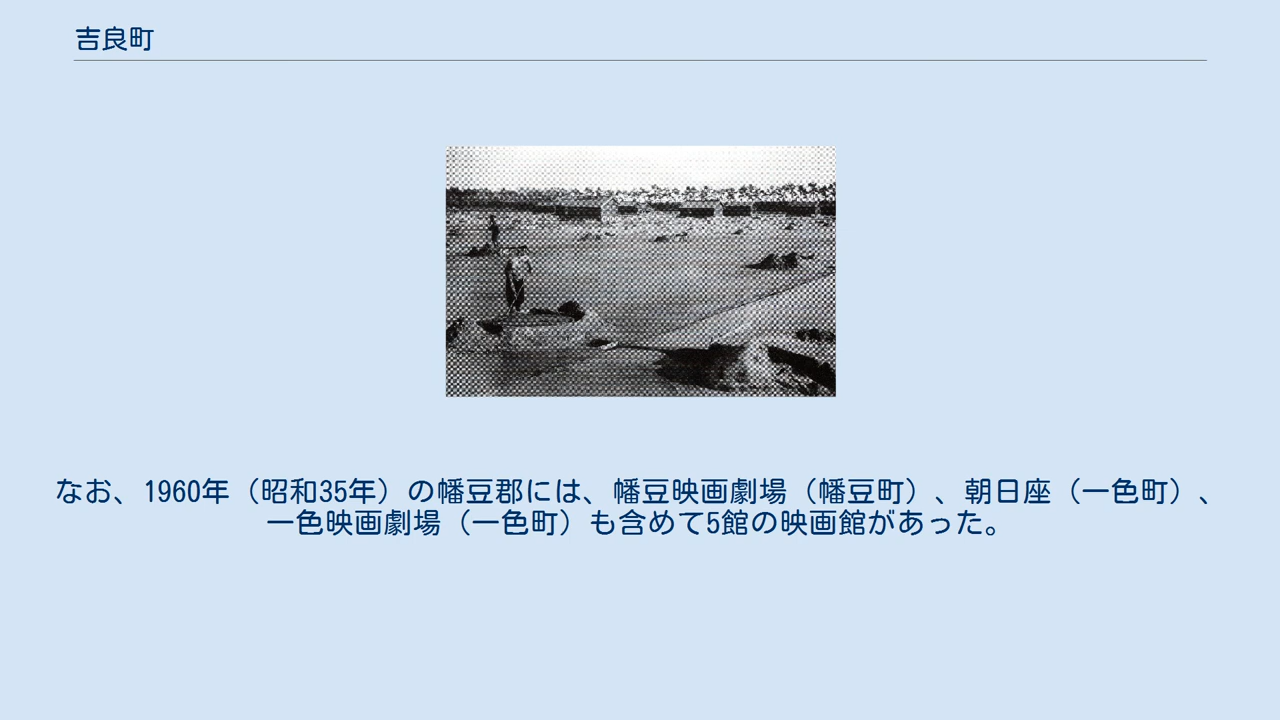 吉良町
なお、1960年（昭和35年）の幡豆郡には、幡豆映画劇場（幡豆町）、朝日座（一色町）、
一色映画劇場（一色町）も含めて5館の映画館があった。